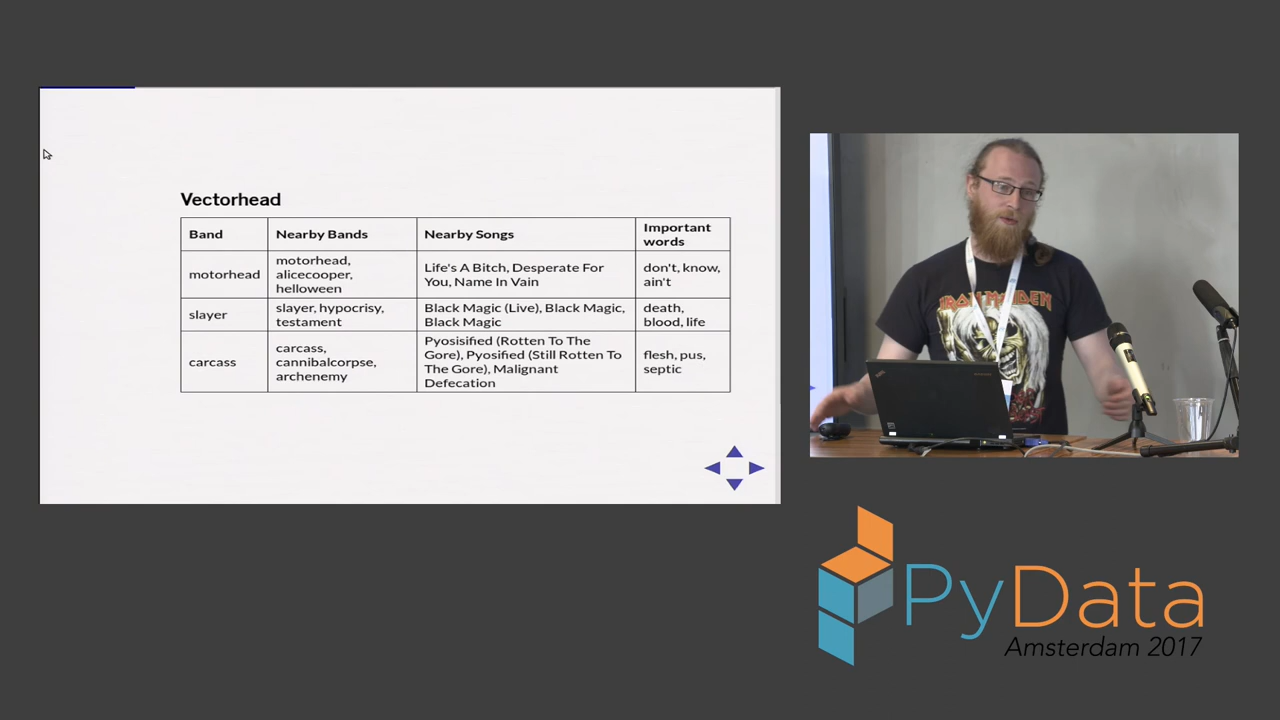 Vectorhead
Band Nearby Bands Nearby Songs Important
words
motorhead motorhead,
alicecooper,
helloween Life's A Bitch, Desperate For
You, Name In Vain don't, know,
ain't
slayer slayer, hypocrisy,
testament Black Magic (Live), Black Magic,
Black Magic death,
blood, life
carcass carcass,
cannibalcorpse,
archenemy Pyosisified (Rotten To The
Gore), Pyosified (Still Rotten To
The Gore), Malignant
Defecation flesh, pus,
septic
IRON MAIDEN
PyData
Amsterdam 2017